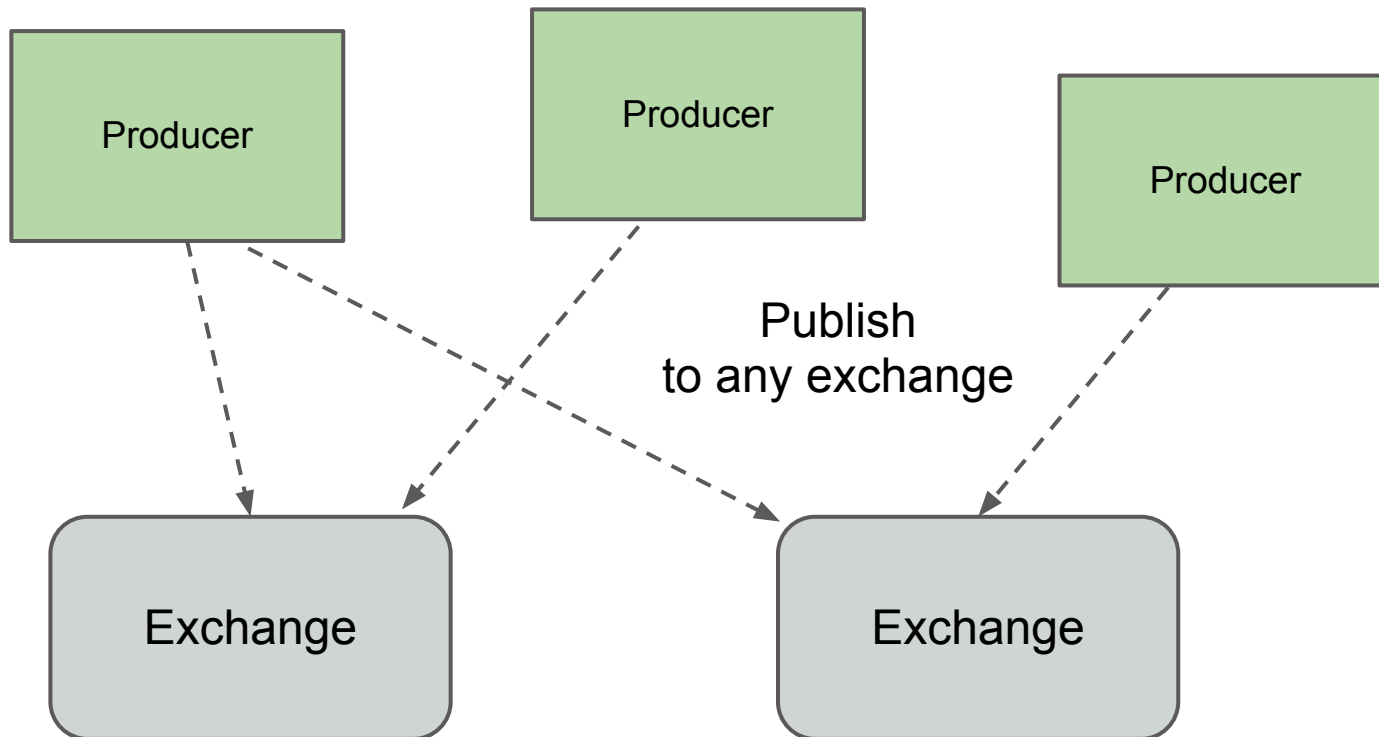 Producer
Producer
Producer
Publish
to any exchange
Exchange
Exchange